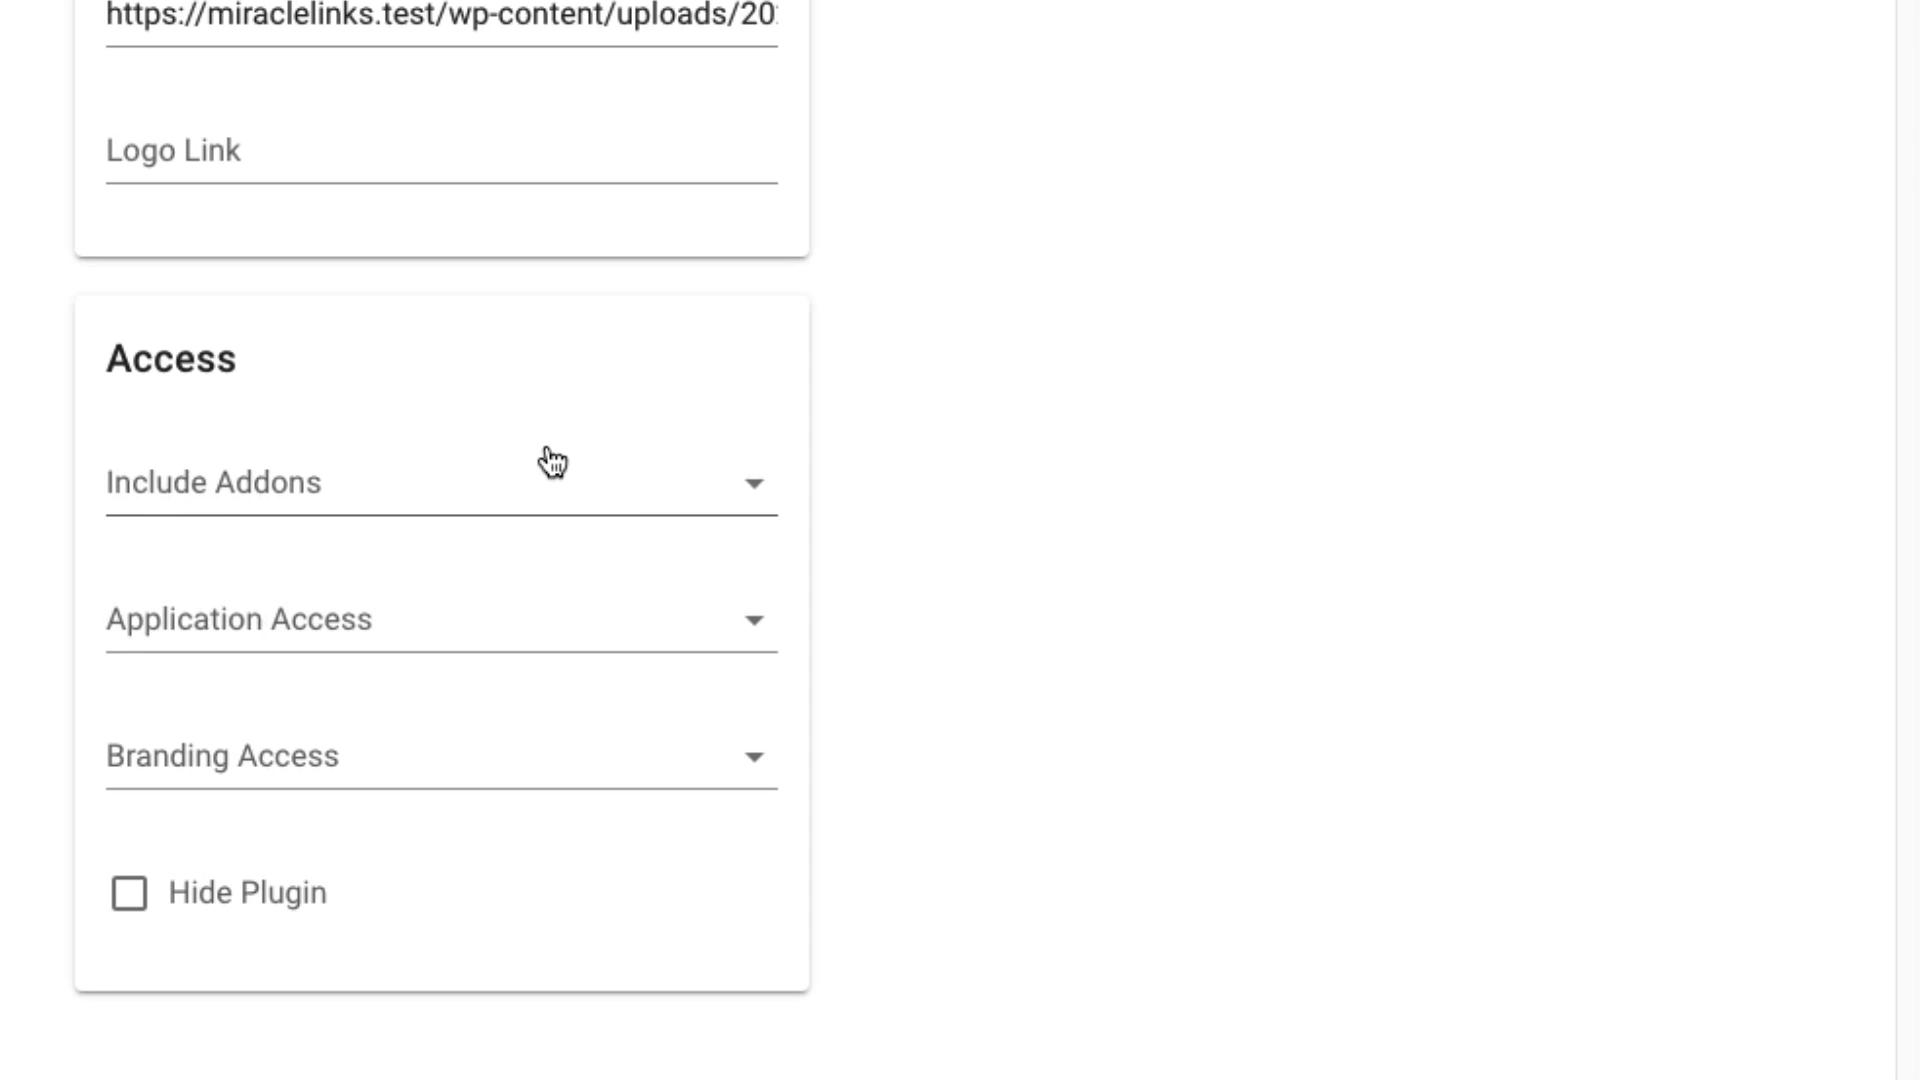 https://miraclelinks.test/wp-content/uploads/20
Logo Link
Access
Include Addons
Application Access
Branding Access
Hide Plugin